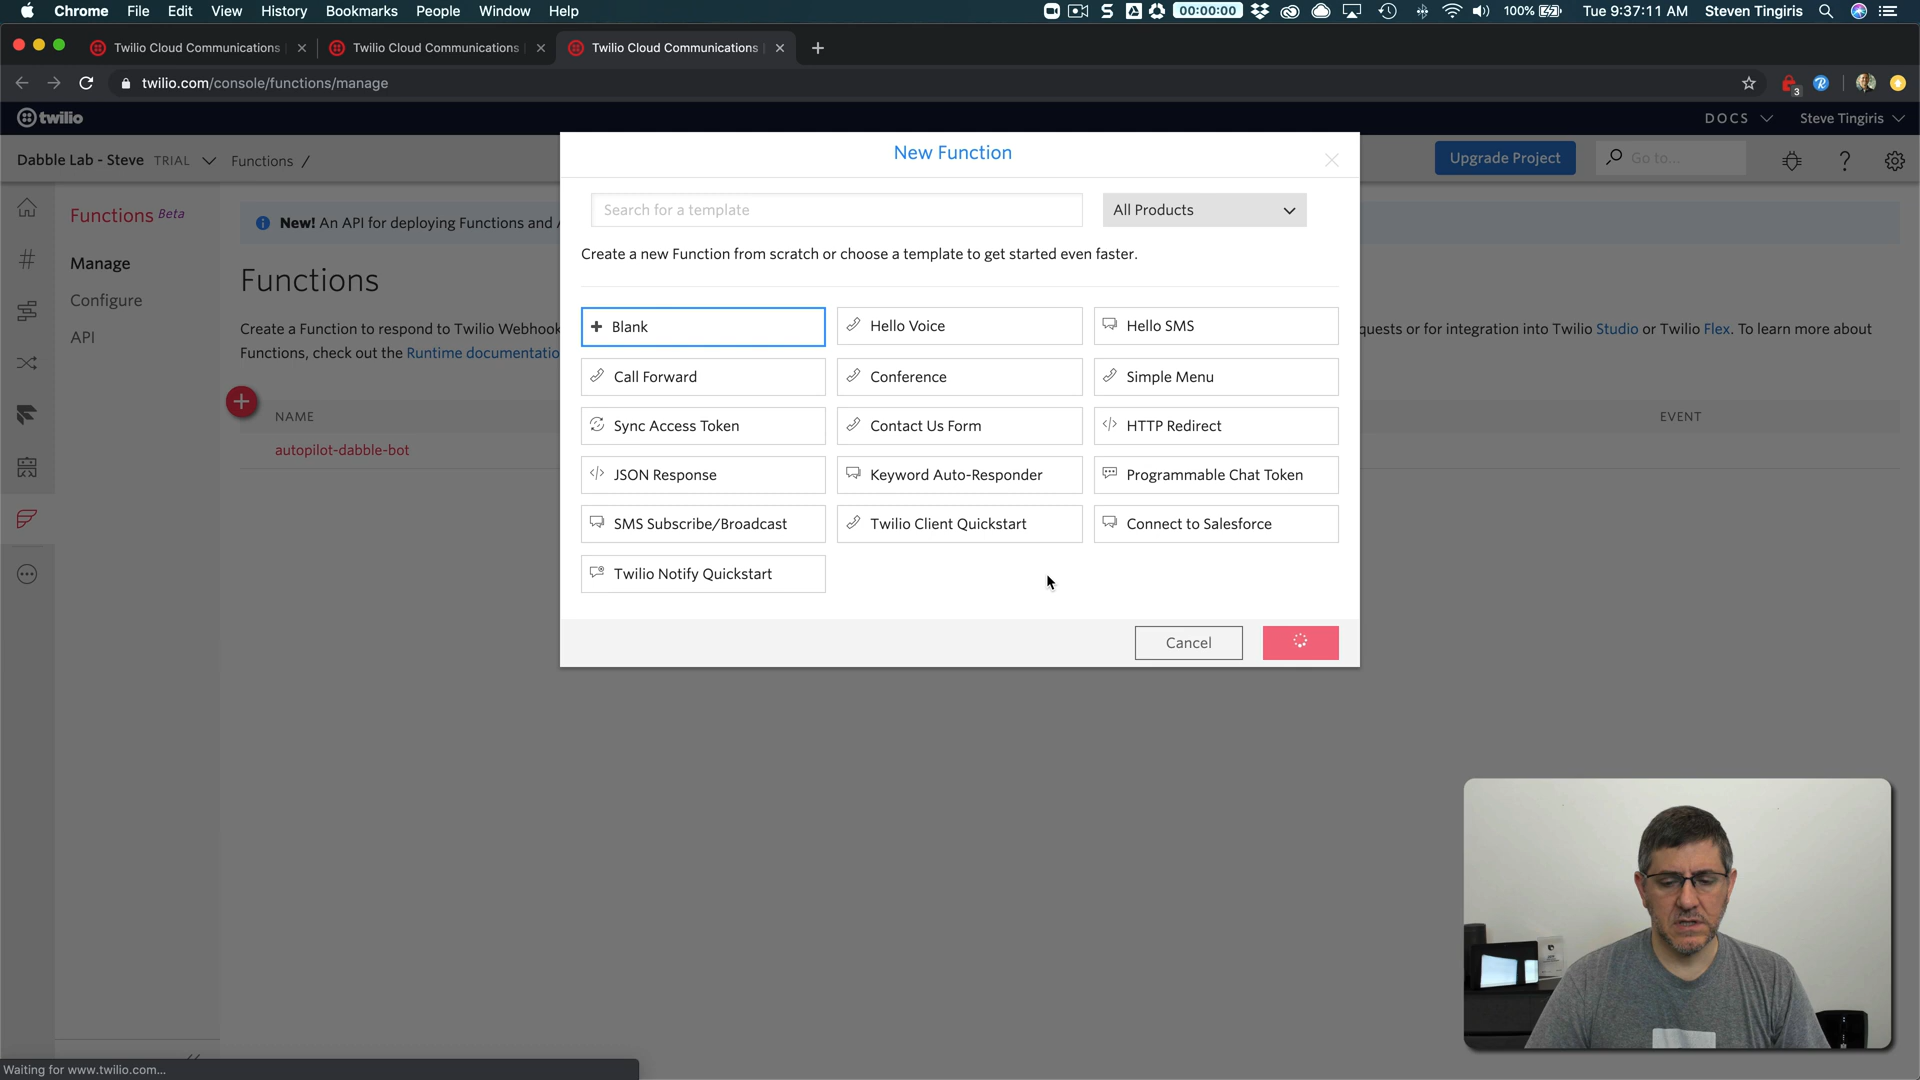 Chrome File Edit View History Bookmarks People Window Help 00:00:00 100% Tue 9:37:11 AM Steven Tingiris
Twilio Cloud Communications Twilio Cloud Communications Twilio Cloud Communications
twilio.com/console/functions/manage 3
twilio DOCS Steve Tingiris
Dabble Lab - Steve TRIAL Functions / Upgrade Project Go to...
New Function
Functions Beta
Manage
Configure
API
New! An API for deploying Functions and
Functions
Create a Function to respond to Twilio Webhook quests or for integration into Twilio Studio or Twilio Flex. To learn more about
Functions, check out the Runtime documentatio
NAME EVENT
autopilot-dabble-bot
Search for a template All Products
Create a new Function from scratch or choose a template to get started even faster.
Blank Hello Voice Hello SMS
Call Forward Conference Simple Menu
Sync Access Token Contact Us Form HTTP Redirect
JSON Response Keyword Auto-Responder Programmable Chat Token
SMS Subscribe/Broadcast Twilio Client Quickstart Connect to Salesforce
Twilio Notify Quickstart
Cancel
Waiting for www.twilio.com...